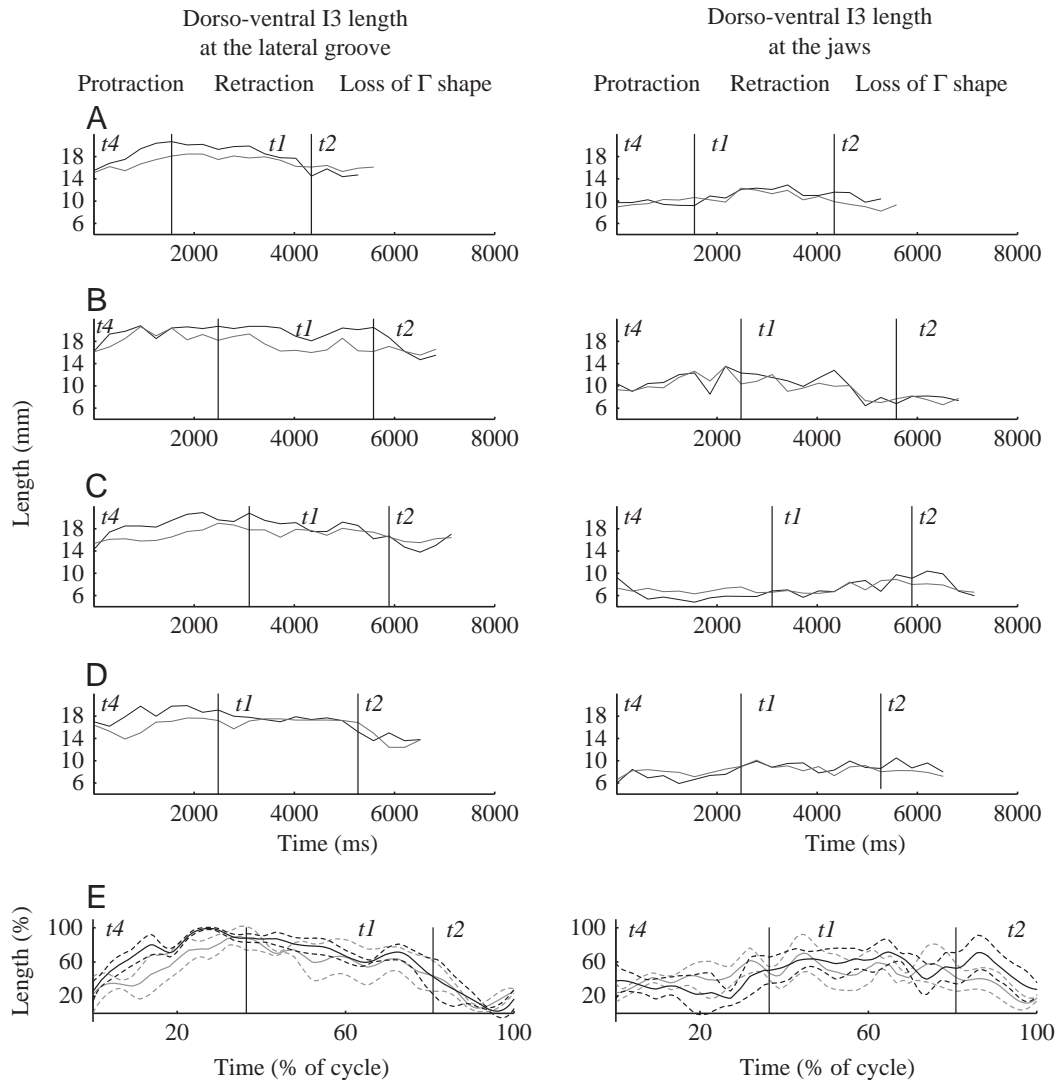 Dorso-ventral I3 length
at the lateral groove
Dorso-ventral I3 length
at the jaws
Protraction Retraction Loss of Γ shape
Protraction Retraction Loss of Γ shape
A
t4 t1 t2
18
14
10
6
2000 4000 6000 8000
t4 t1 t2
18
14
10
6
2000 4000 6000 8000
B
t4 t1 t2
18
14
10
6
2000 4000 6000 8000
t4 t1 t2
18
14
10
6
2000 4000 6000 8000
Length (mm)
C
t4 t1 t2
18
14
10
6
2000 4000 6000 8000
t4 t1 t2
18
14
10
6
2000 4000 6000 8000
D
t4 t1 t2
18
14
10
6
2000 4000 6000 8000
Time (ms)
t4 t1 t2
18
14
10
6
2000 4000 6000 8000
Time (ms)
E
Length (%)
t4 t1 t2
100
60
20
20 60 100
Time (% of cycle)
Length (%)
t4 t1 t2
100
60
20
20 60 100
Time (% of cycle)